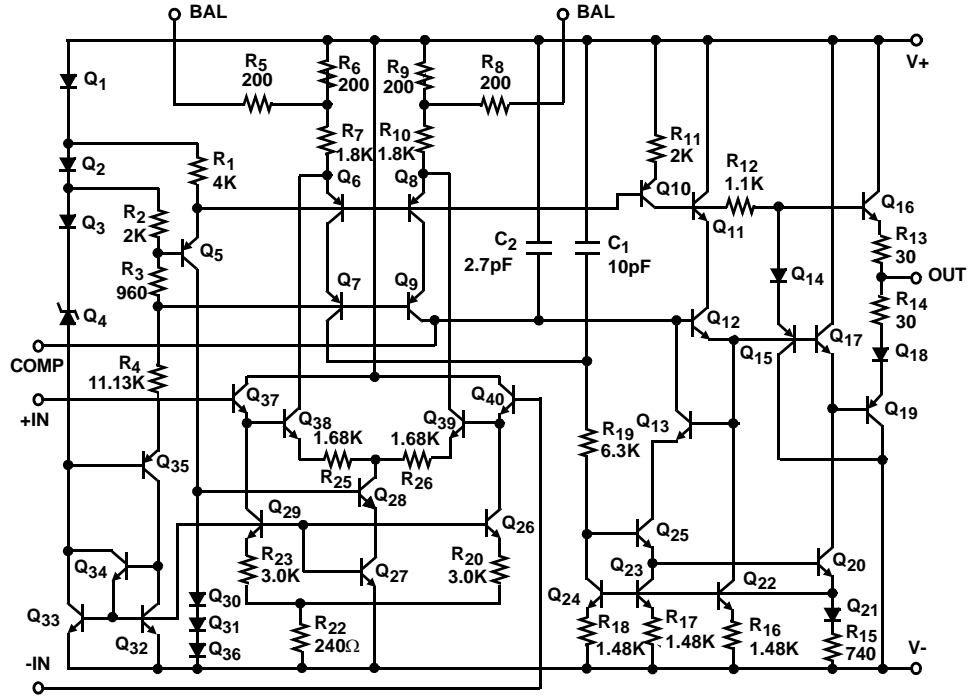 BAL
BAL
V+
R5
200
R6
200
R9
200
R8
200
Q1
Q2
Q3
R1
4K
R7
1.8K
R10
1.8K
R11
2K
R12
1.1K
R2
2K
Q5
Q6
Q8
Q10
Q11
Q16
R13
30
R3
960
C2
2.7pF
C1
10pF
Q14
OUT
Q4
Q7
Q9
Q12
R14
30
COMP
R4
11.13K
Q15
Q17
Q18
+IN
Q37
Q40
Q38
Q39
Q13
Q19
1.68K
R25
1.68K
R26
R19
6.3K
Q35
Q28
Q29
Q26
Q25
R23
3.0K
R20
3.0K
Q27
Q34
Q23
Q22
Q20
Q24
Q33
Q32
Q30
Q31
Q36
R22
240Ω
R18
1.48K
R17
1.48K
R16
1.48K
Q21
R15
740
V-
-IN